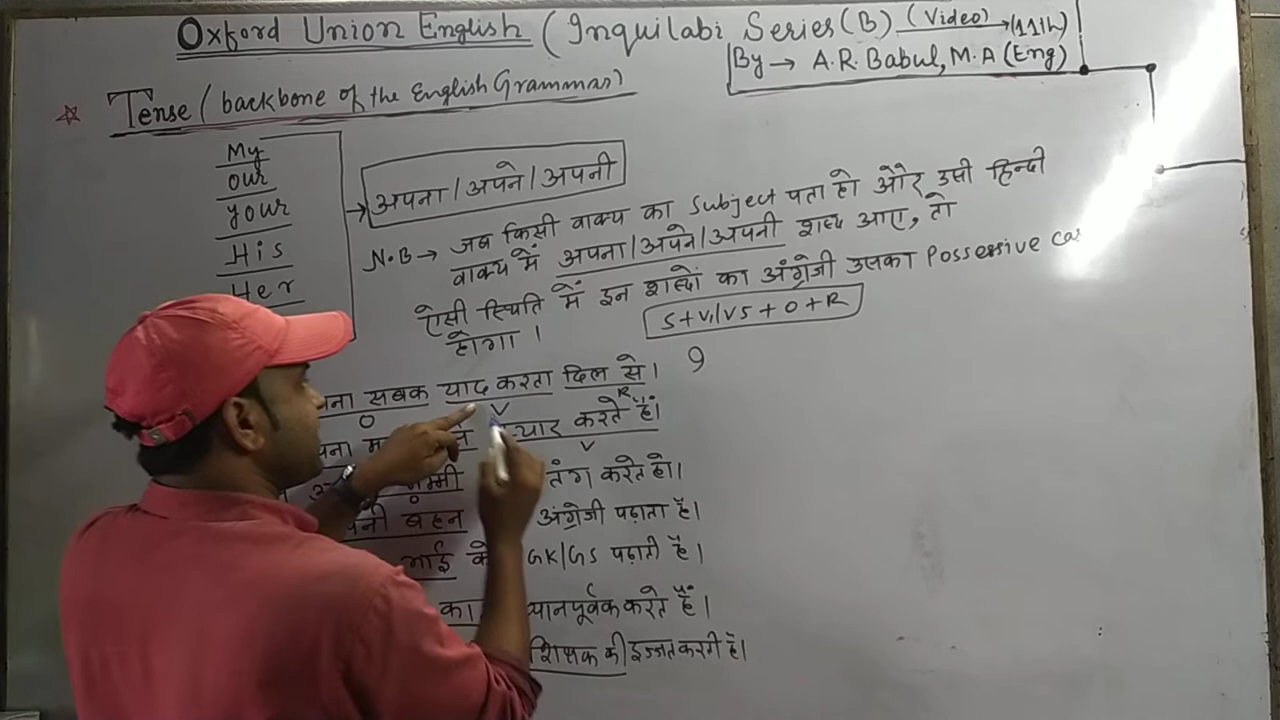 Oxford Union English (Inquilabi Series (B) (Video) → (11th)
By → A.R. Babul, M.A (Eng)
Tense (backbone of the English Grammar)
My
our
your
His
Her
अपना / अपने / अपनी
N.B → जब किसी वाक्य का Subject पता हो और उसी हिन्दी
वाक्य में अपना/अपने/अपनी शब्द आए, तो
ऐसी स्थिति में इन शब्दों का अंग्रेजी उसका Possessive
होगा ।
S + V1/V5 + O + R
सबक याद करता दिल से। 9
O V R
करते हैं।
V
मम्मी तंग करते हो।
O
बहन अंग्रेजी पढ़ाता है।
भाई के GK/GS पढ़ाती है।
का करते हैं।
शिक्षक की इज्जत करती है।